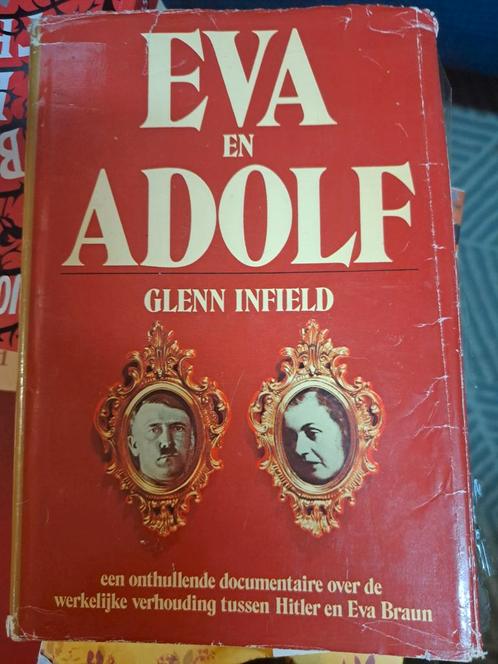 EVA
EN
ADOLF
GLENN INFIELD
een onthullende documentaire over de
werkelijke verhouding tussen Hitler en Eva Braun